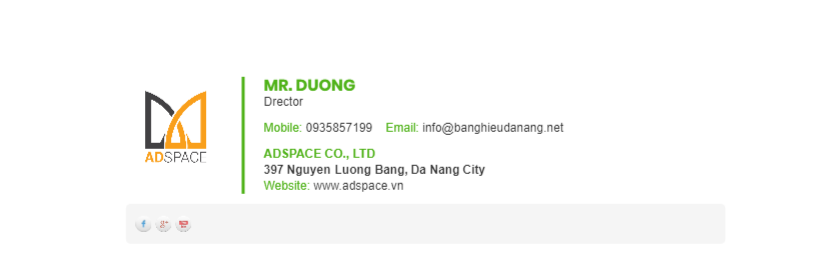 MR. DUONG
Drector
Mobile: 0935857199 Email: info@banghieudanang.net
ADSPACE CO., LTD
397 Nguyen Luong Bang, Da Nang City
Website: www.adspace.vn
ADSPACE